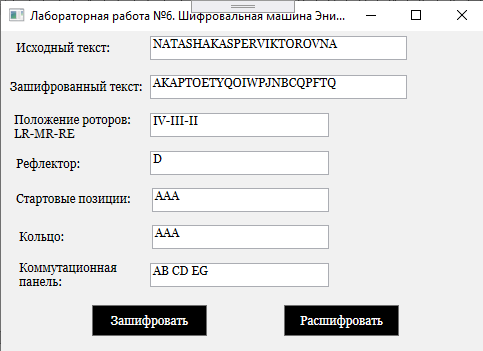 Лабораторная работа №6. Шифровальная машина Эни...
Исходный текст: NATASHAKASPERVIKTOROVNA
Зашифрованный текст: AKAPTOETYQOIWPJNBCQPFTQ
Положение роторов: IV-III-II
LR-MR-RE
Рефлектор: D
Стартовые позиции: AAA
Кольцо: AAA
Коммутационная AB CD EG
панель:
Зашифровать Расшифровать